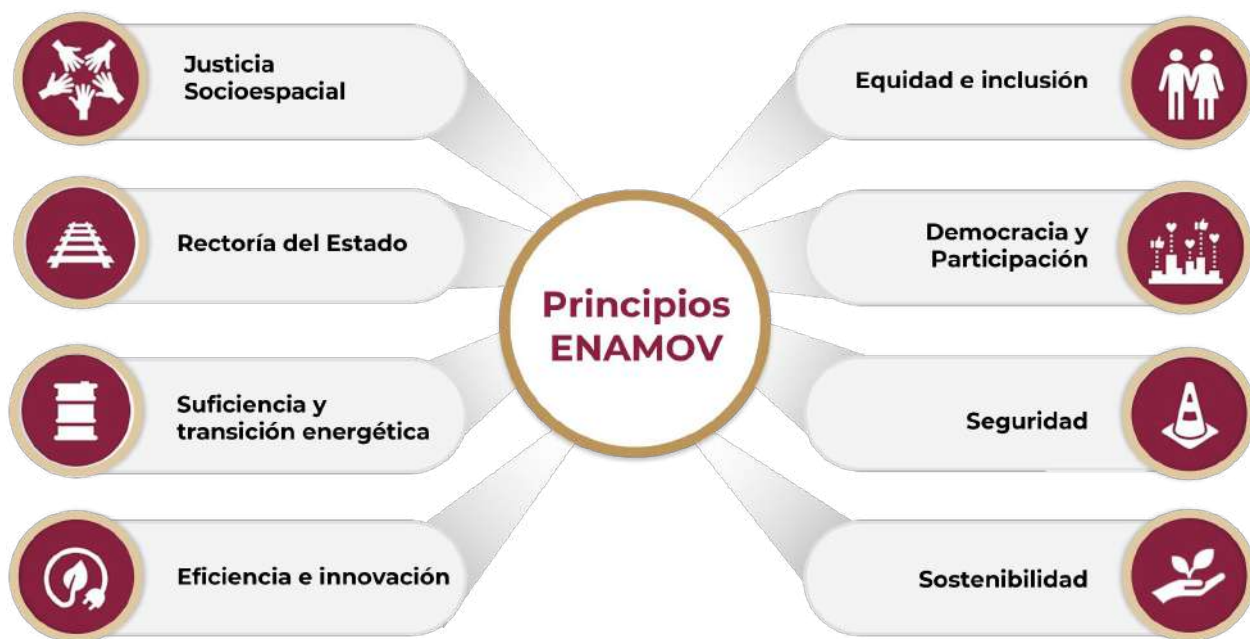 Justicia
Socioespacial
Rectoría del Estado
Suficiencia y
transición energética
Eficiencia e innovación
Principios
ENAMOV
Equidad e inclusión
Democracia y
Participación
Seguridad
Sostenibilidad